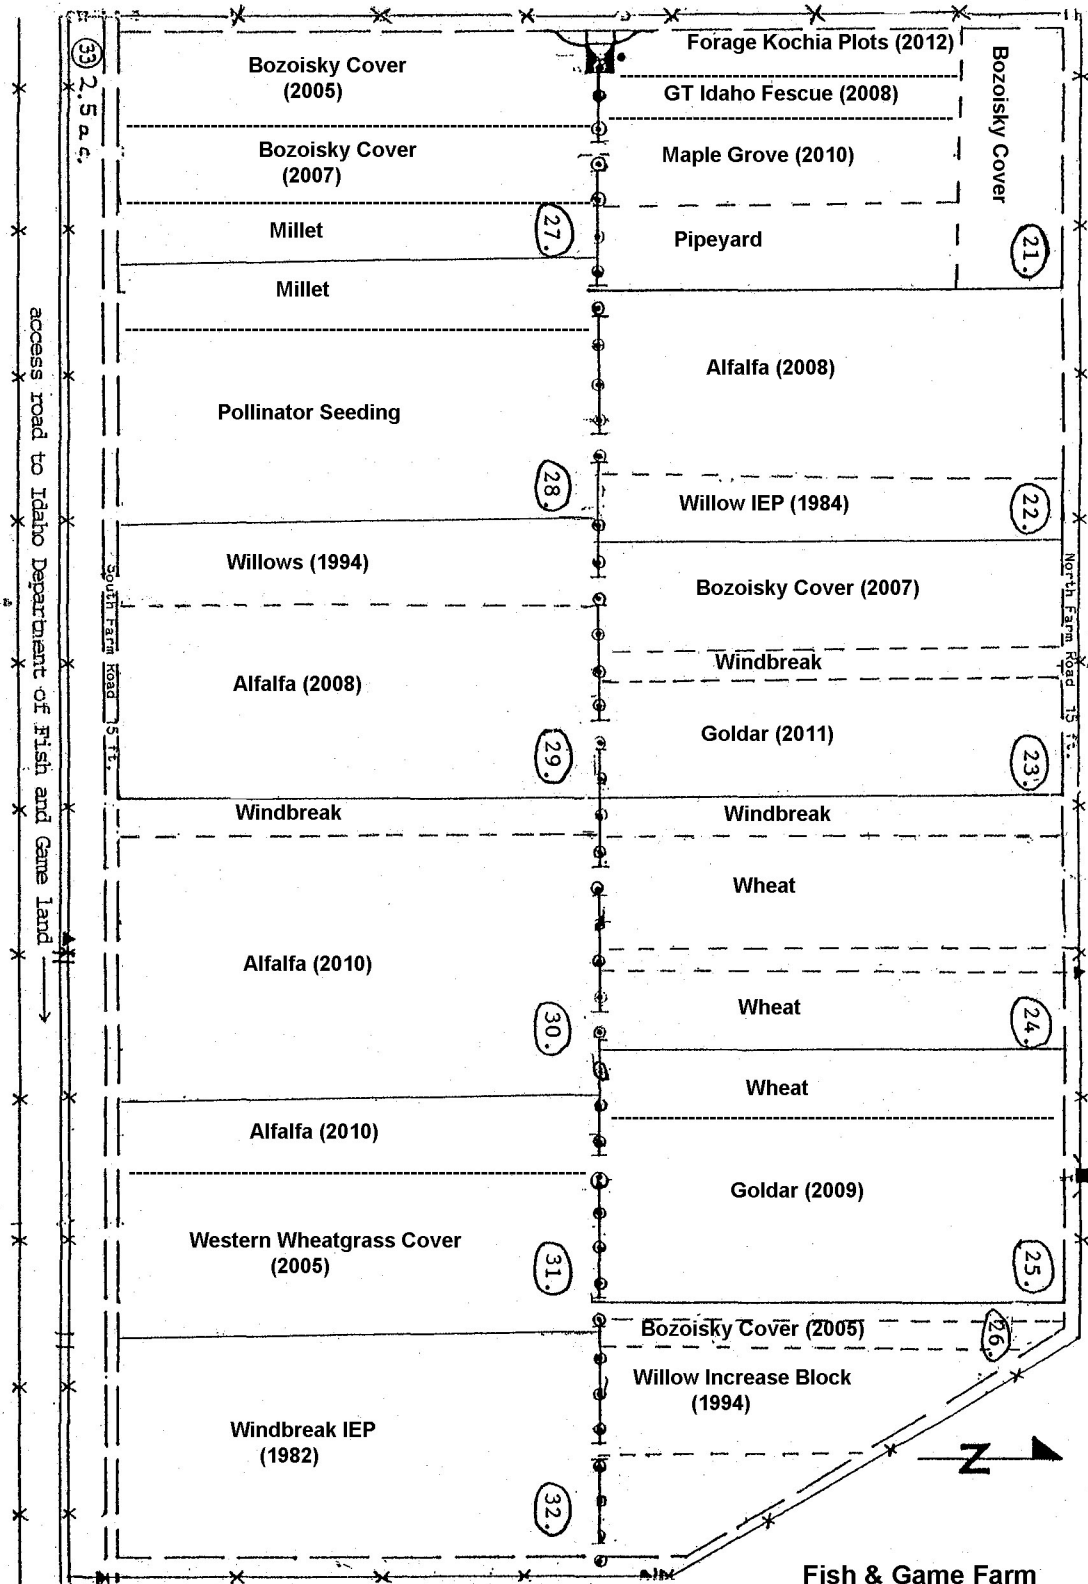 33 2.5 ac.
Bozoisky Cover
(2005)
Bozoisky Cover
(2007)
Millet
27.
Millet
Pollinator Seeding
28.
Willows (1994)
Alfalfa (2008)
29.
Windbreak
Alfalfa (2010)
30.
Alfalfa (2010)
Western Wheatgrass Cover
(2005)
31.
Windbreak IEP
(1982)
32.
Forage Kochia Plots (2012)
GT Idaho Fescue (2008)
Maple Grove (2010)
Pipeyard
Bozoisky Cover
21.
Alfalfa (2008)
Willow IEP (1984)
22.
Bozoisky Cover (2007)
Windbreak
Goldar (2011)
23.
Windbreak
Wheat
Wheat
24.
Wheat
Goldar (2009)
25.
Bozoisky Cover (2005)
26.
Willow Increase Block
(1994)
N
access road to Idaho Department of Fish and Game land
South Farm Road 15 ft.
North Farm Road 15 ft.
Fish & Game Farm